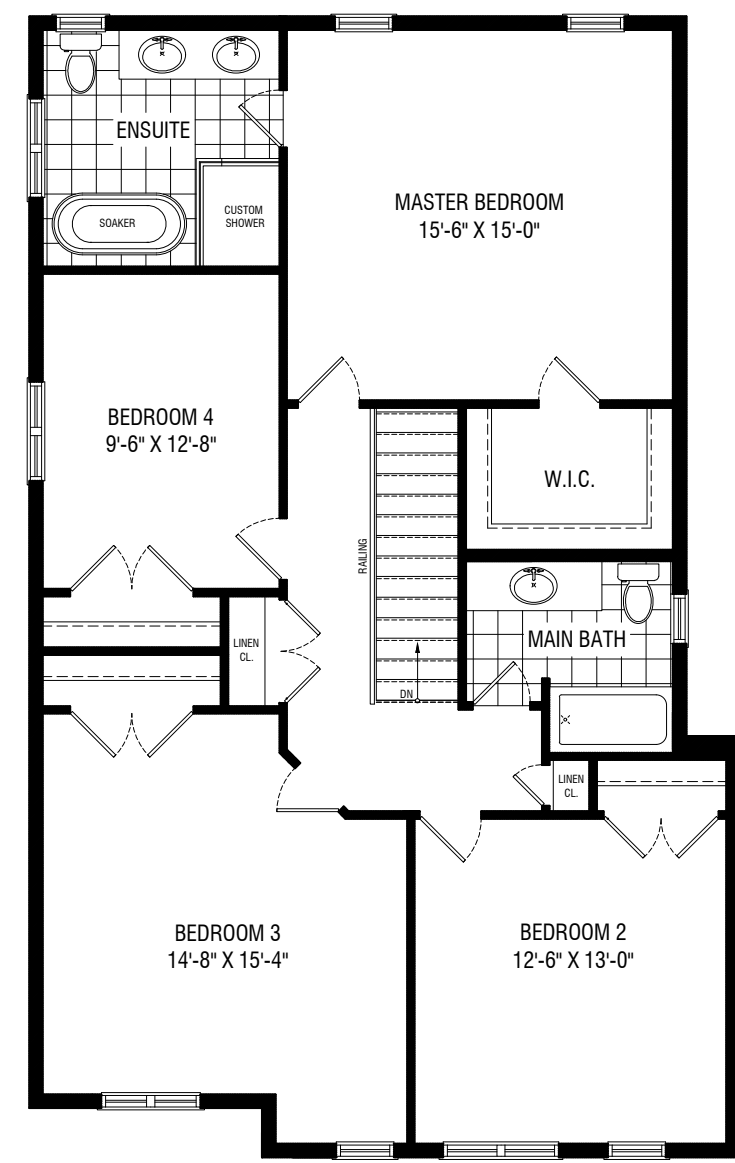 ENSUITE
SOAKER
CUSTOM
SHOWER
MASTER BEDROOM
15'-6" X 15'-0"
BEDROOM 4
9'-6" X 12'-8"
W.I.C.
RAILING
LINEN
CL.
MAIN BATH
DN
LINEN
CL.
BEDROOM 3
14'-8" X 15'-4"
BEDROOM 2
12'-6" X 13'-0"